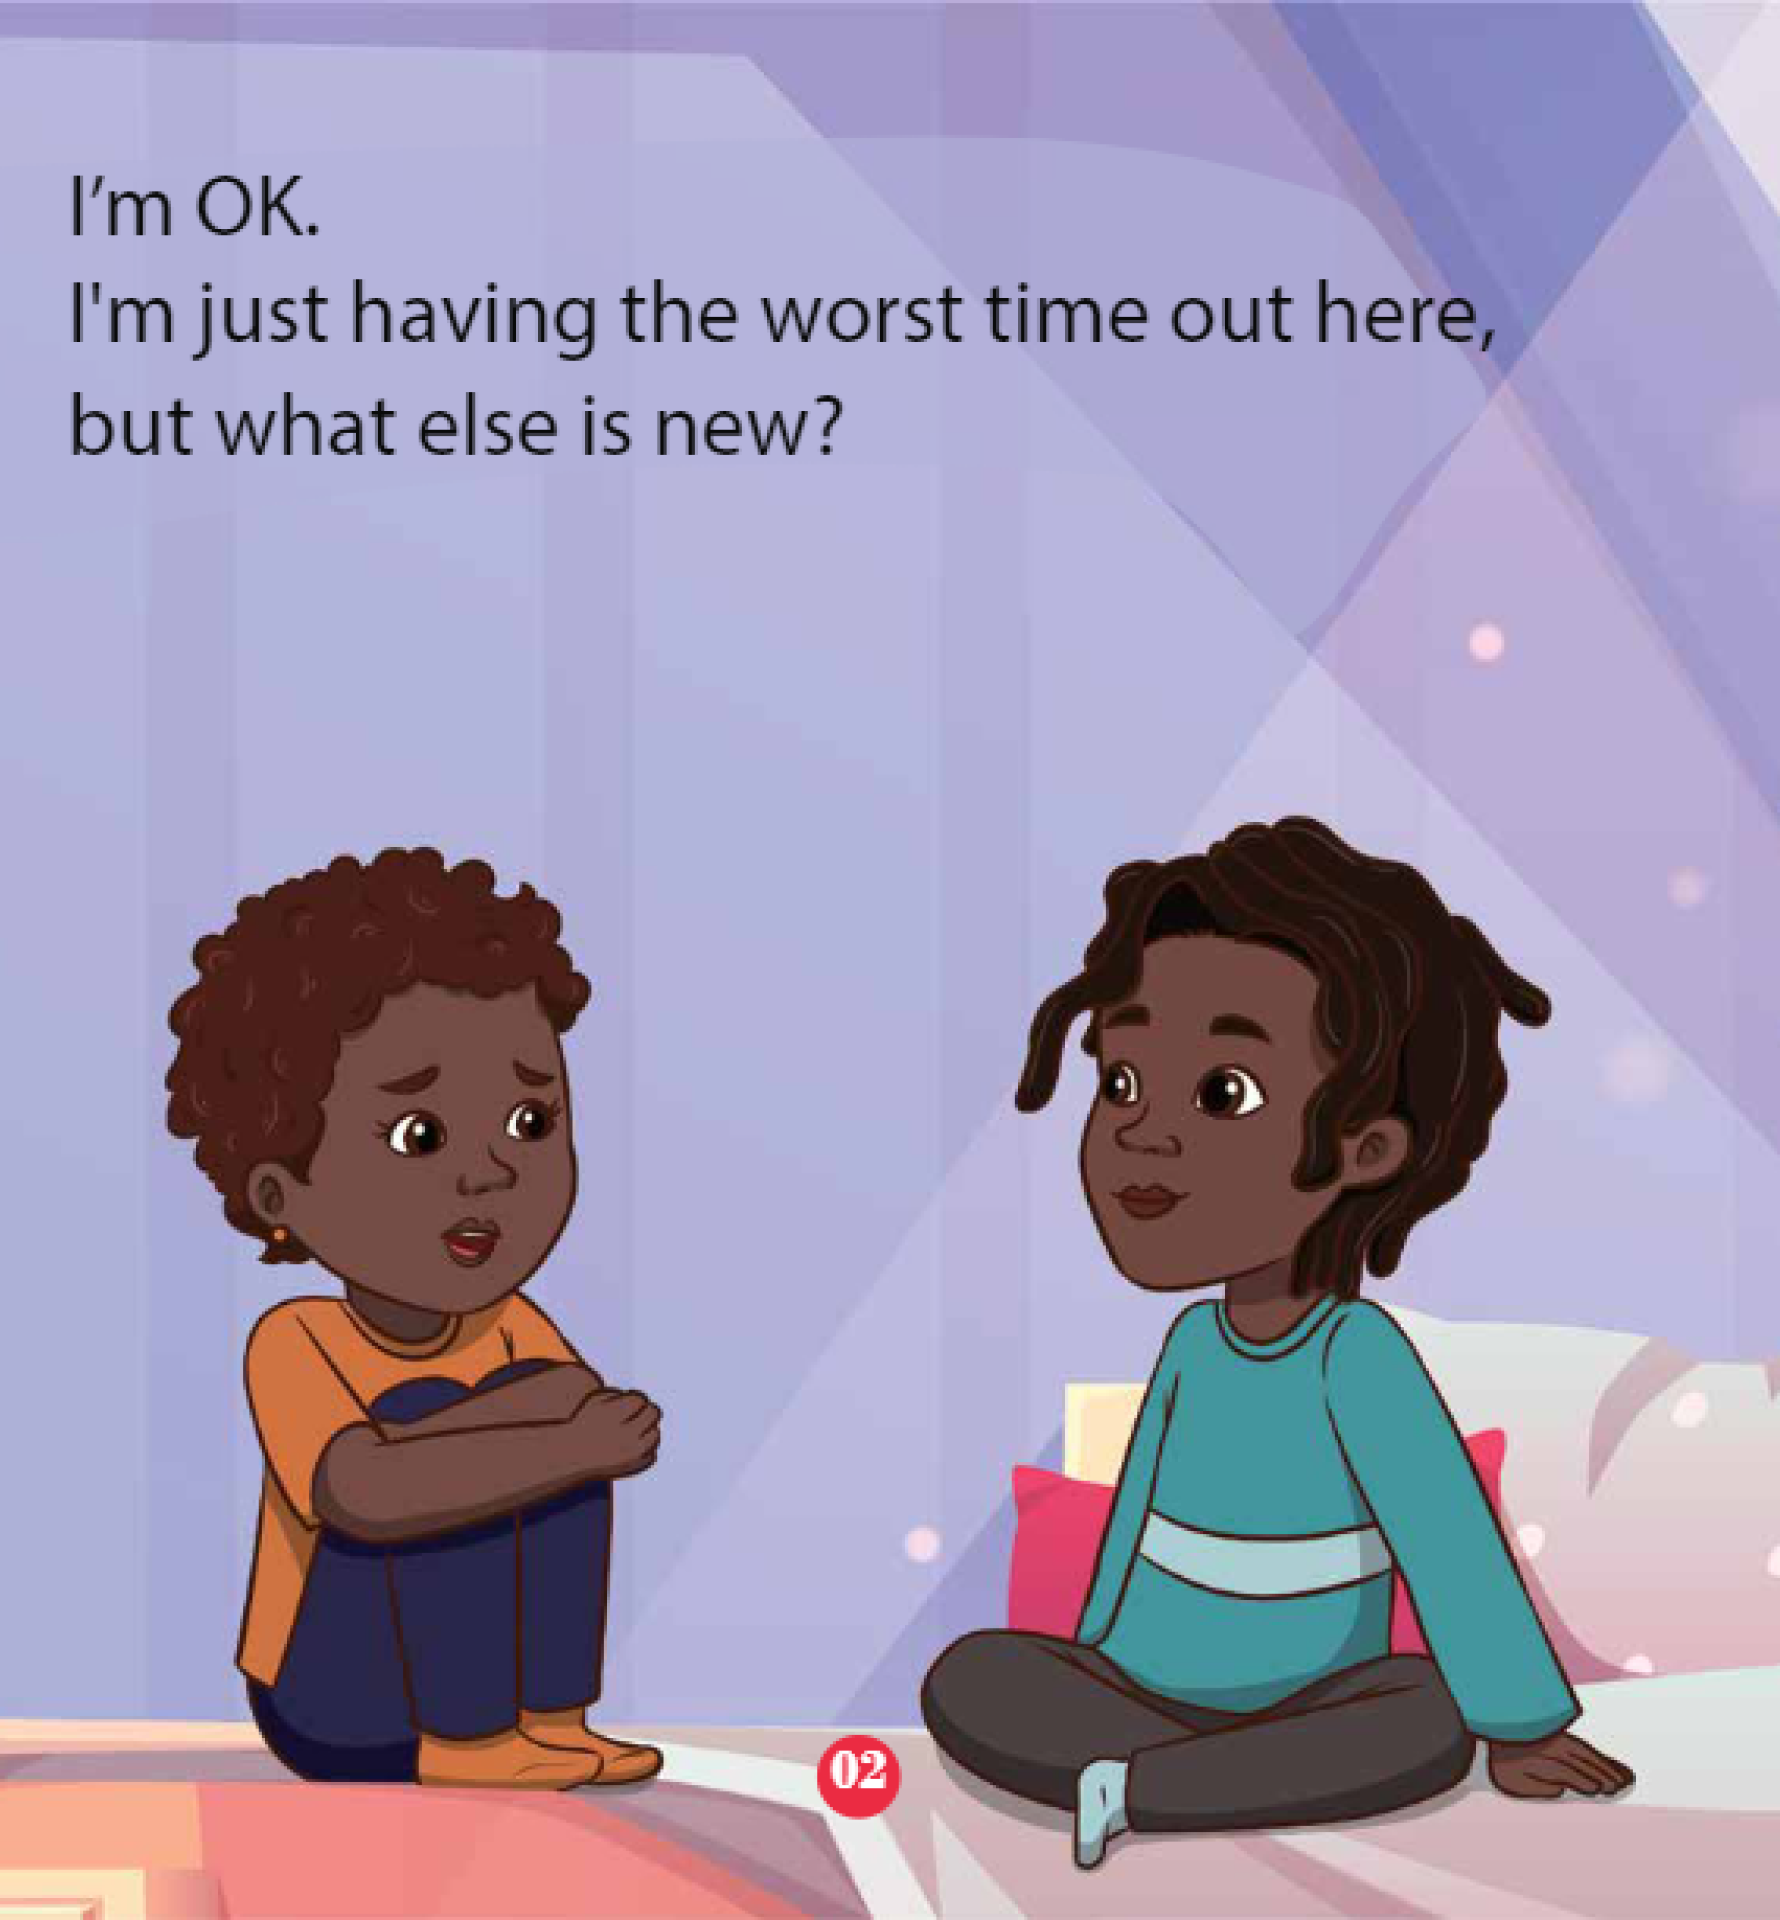 I’m OK.
I'm just having the worst time out here,
but what else is new?
02